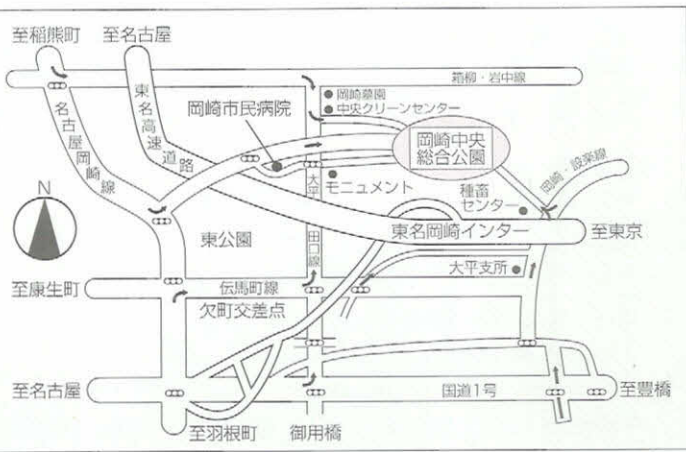 至稲熊町
至名古屋
箱柳・岩中線
岡崎墓園
中央クリーンセンター
岡崎市民病院
東名高速道路
名古屋岡崎線
岡崎中央
総合公園
岡崎・設楽線
モニュメント
種畜
センター
N
大平田口線
東公園
東名岡崎インター
至東京
大平支所
至康生町
伝馬町線
欠町交差点
至名古屋
国道1号
至豊橋
至羽根町
御用橋